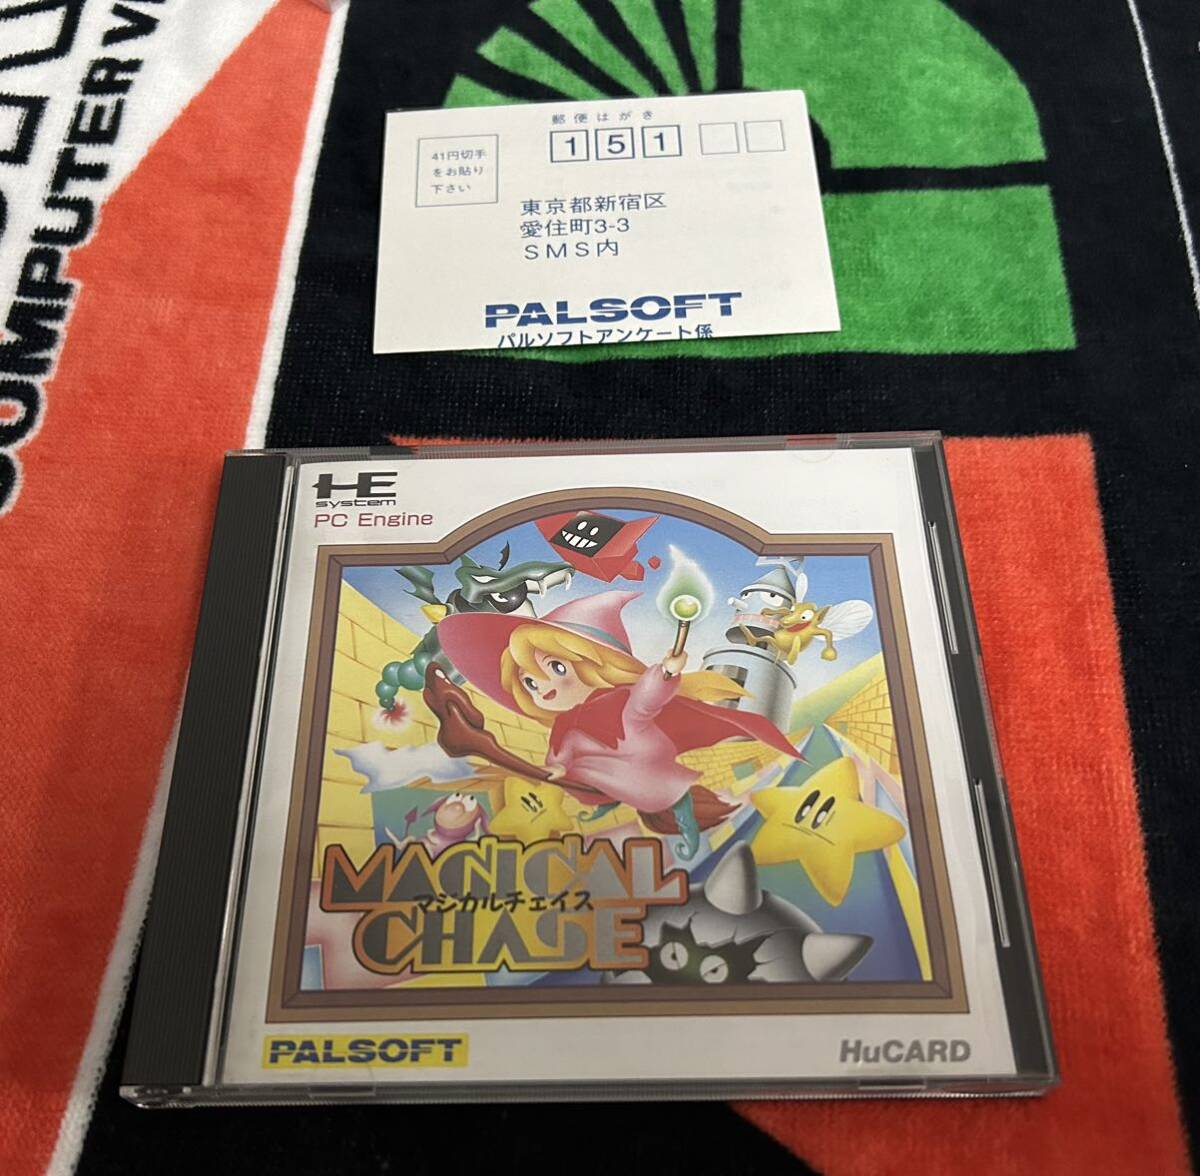 COMPUTER
郵便はがき
151
41円切手
をお貼り
下さい
東京都新宿区
愛住町3-3
SMS内
PALSOFT
パルソフトアンケート係
HE
system
PC Engine
MAGICAL
マジカルチェイス
CHASE
PALSOFT
HuCARD